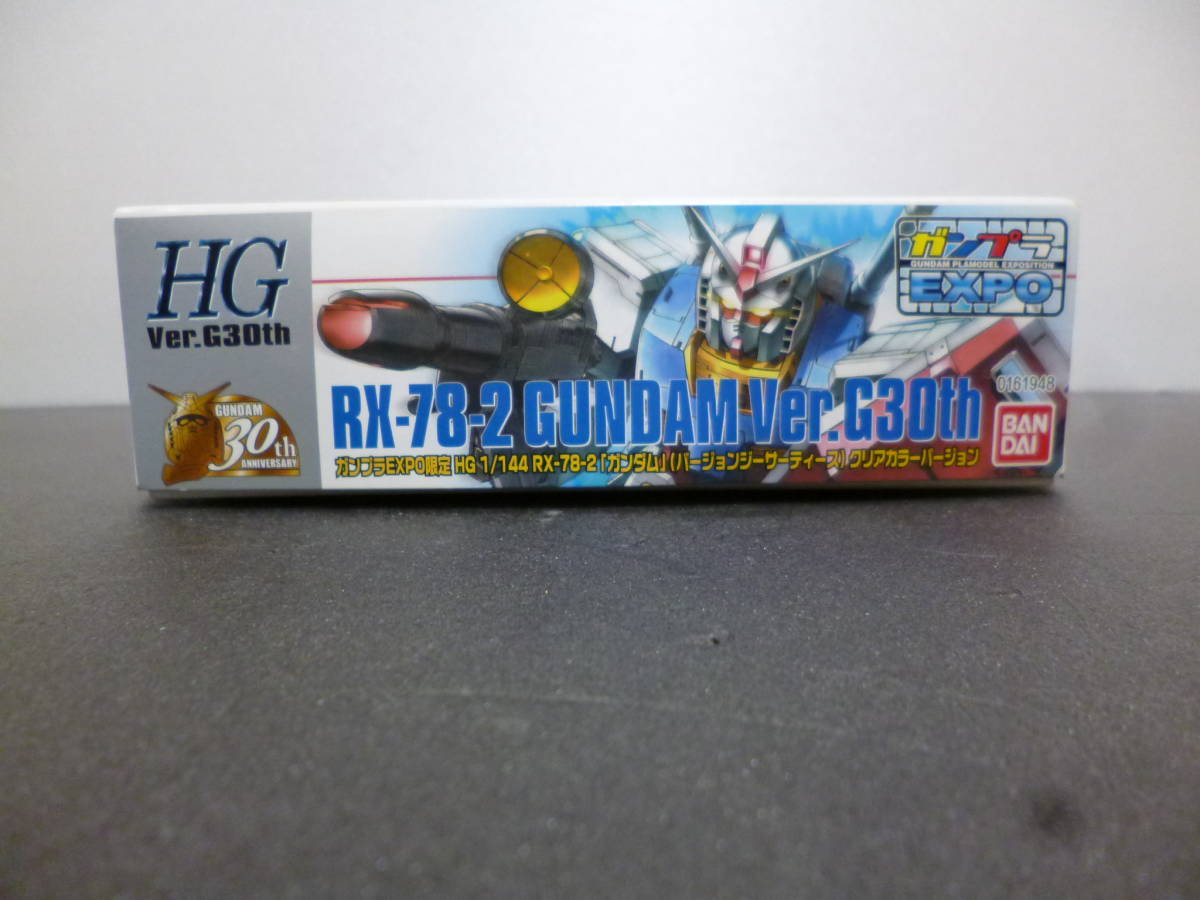 HG
Ver.G30th
GUNDAM
30th
ANNIVERSARY
ガンプラ
GUNDAM PLAMODEL EXPOSITION
EXPO
0161948
RX-78-2 GUNDAM Ver.G30th
BAN
DAI
ガンプラEXPO限定 HG 1/144 RX-78-2「ガンダム」(バージョンジーサーティース) クリアカラーバージョン